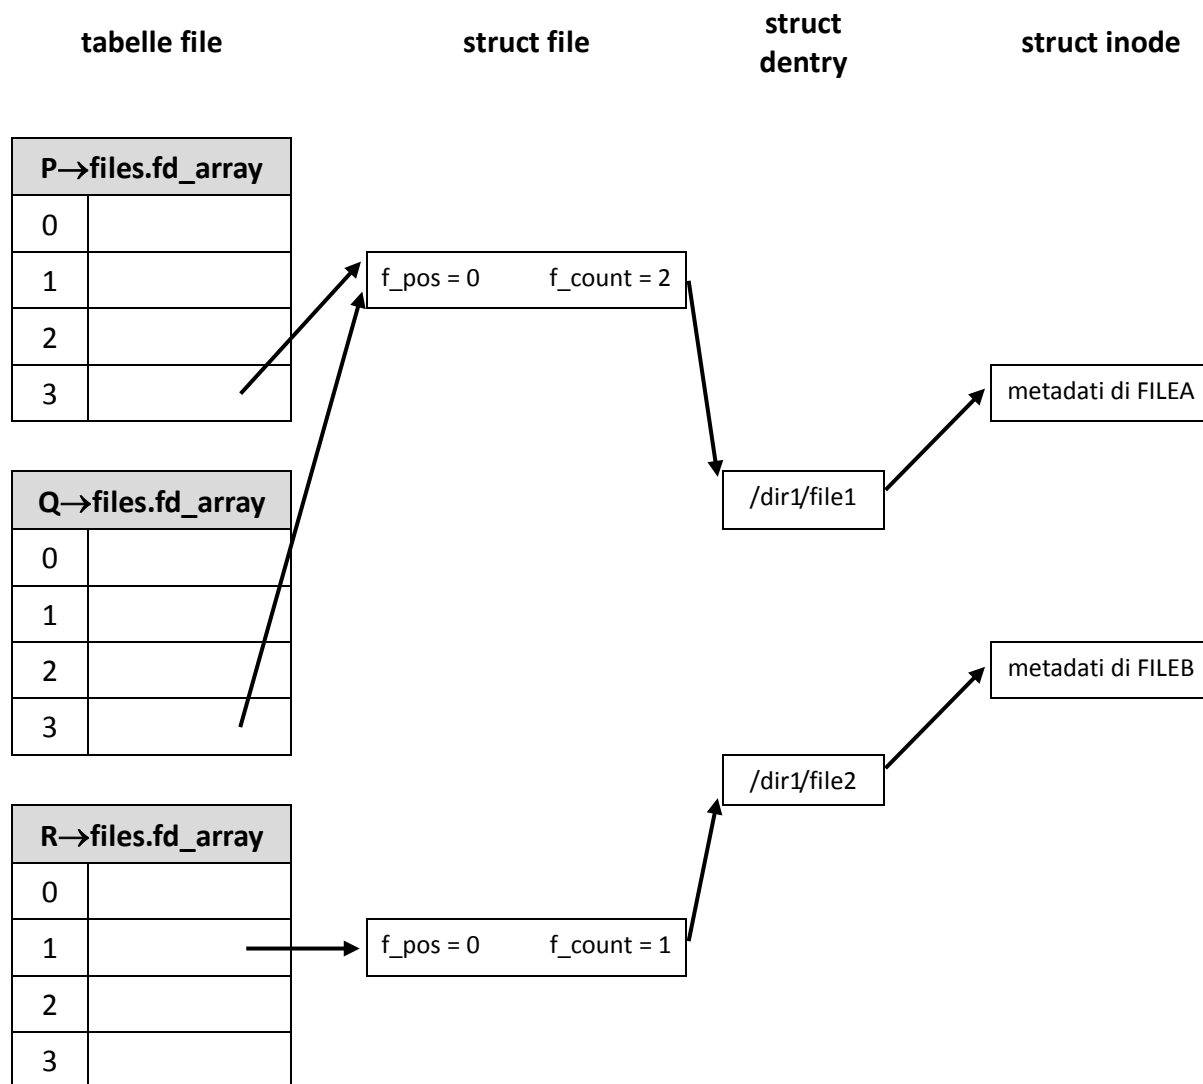 tabelle file
struct file
struct
dentry
struct inode
P→files.fd_array
0
1
2
3
f_pos = 0 f_count = 2
metadati di FILEA
/dir1/file1
Q→files.fd_array
0
1
2
3
metadati di FILEB
/dir1/file2
R→files.fd_array
0
1
2
3
f_pos = 0 f_count = 1